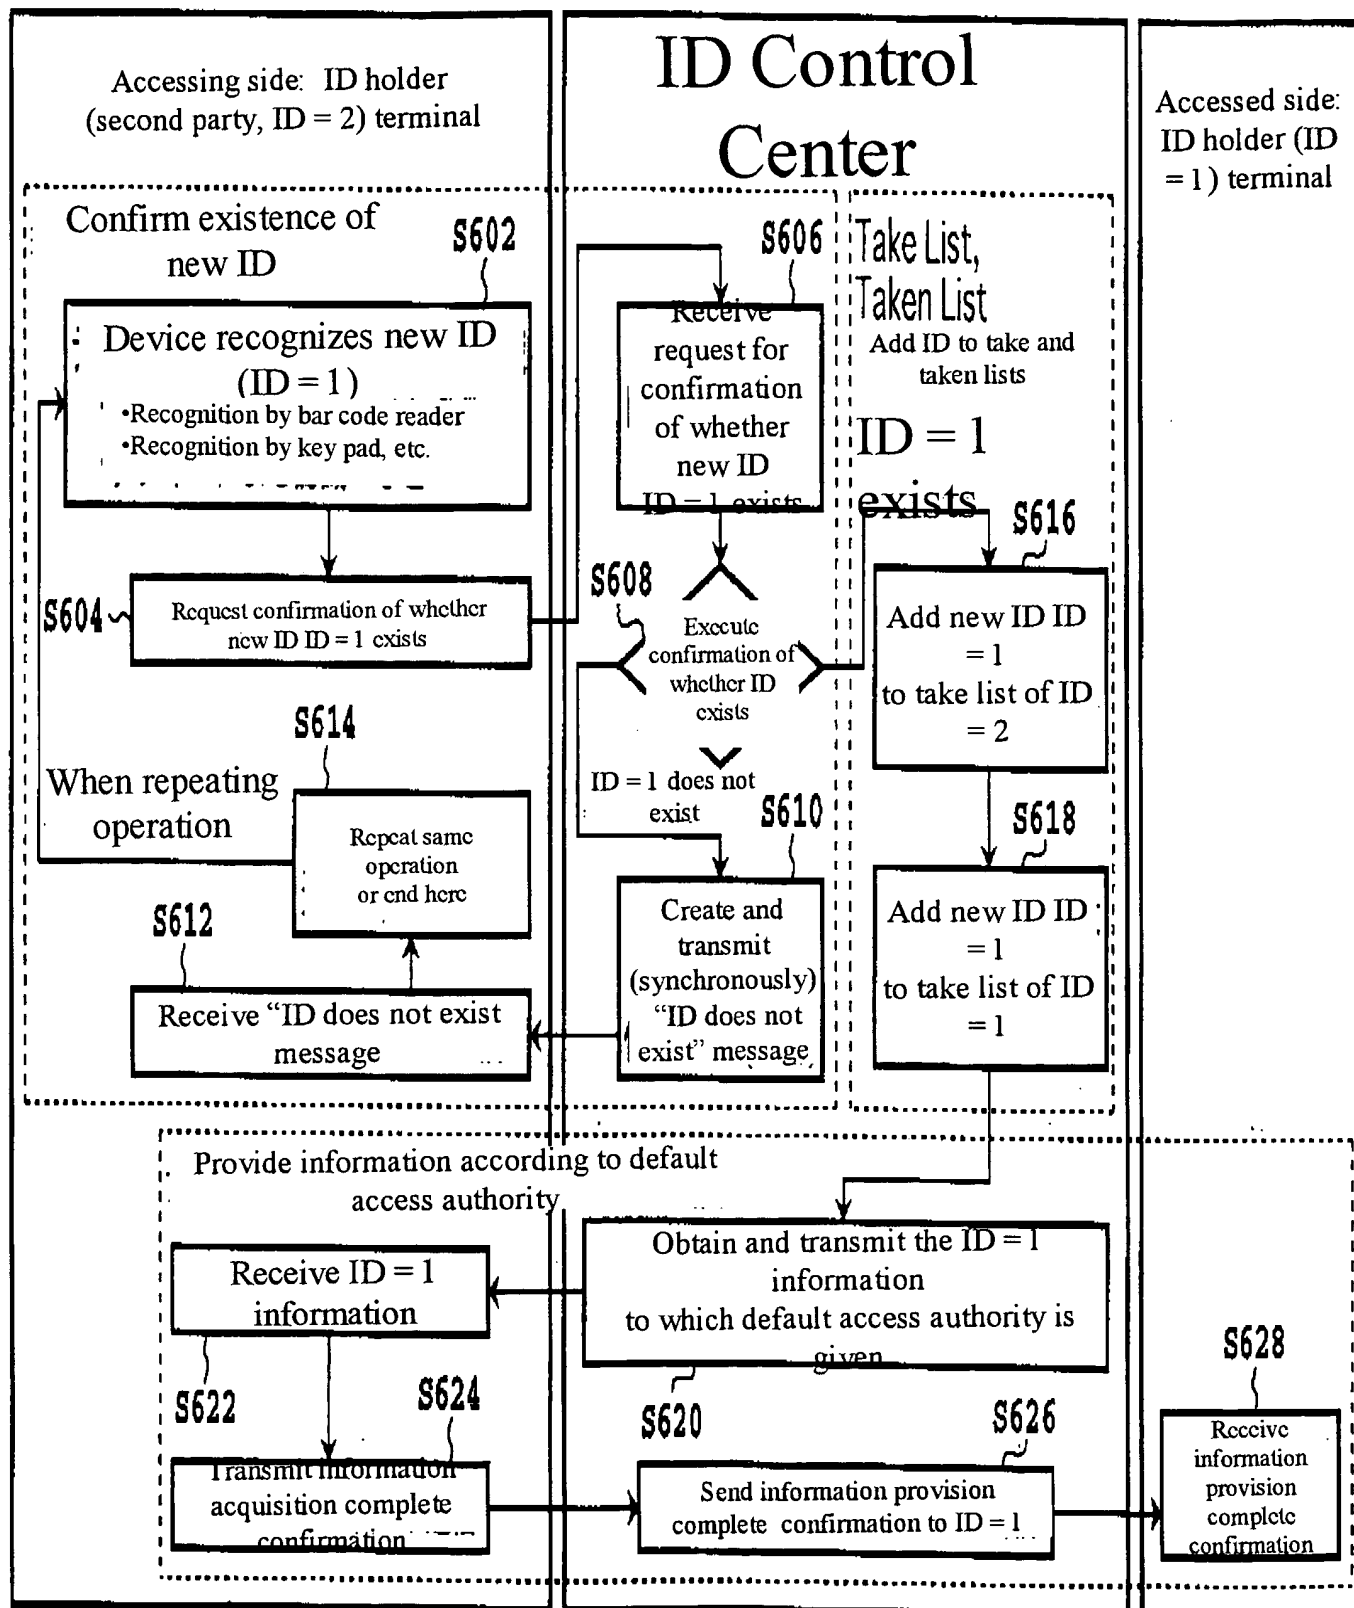 Accessing side: ID holder
(second party, ID = 2) terminal
ID Control
Center
Accessed side:
ID holder (ID
= 1) terminal
Confirm existence of
new ID
S602
Device recognizes new ID
(ID = 1)
•Recognition by bar code reader
•Recognition by key pad, etc.
S604
Request confirmation of whether
new ID ID = 1 exists
S606
Receive
request for
confirmation
of whether
new ID
ID = 1 exists
S608
Execute
confirmation of
whether ID
exists
ID = 1 does not
exist
S610
Create and
transmit
(synchronously)
“ID does not
exist” message
S612
Receive “ID does not exist
message
S614
Repeat same
operation
or end here
When repeating
operation
Take List,
Taken List
Add ID to take and
taken lists
ID = 1
exists
S616
Add new ID ID
= 1
to take list of ID
= 2
S618
Add new ID ID
= 1
to take list of ID
= 1
Provide information according to default
access authority
Obtain and transmit the ID = 1
information
to which default access authority is
given
S620
Receive ID = 1
information
S622
S624
Transmit information
acquisition complete
confirmation
S626
Send information provision
complete confirmation to ID = 1
S628
Receive
information
provision
complete
confirmation